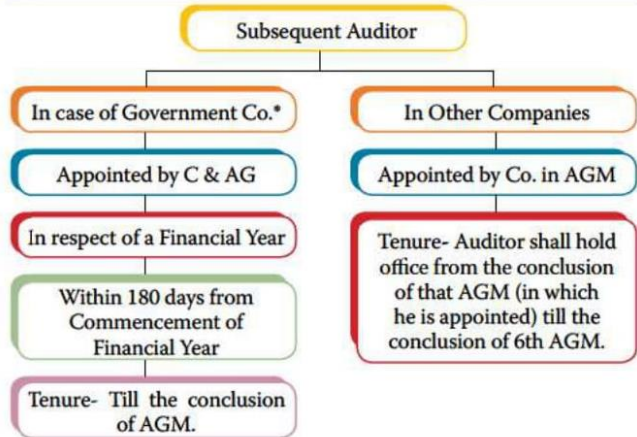 Subsequent Auditor
In case of Government Co.*
Appointed by C & AG
In respect of a Financial Year
Within 180 days from
Commencement of
Financial Year
Tenure- Till the conclusion
of AGM.
In Other Companies
Appointed by Co. in AGM
Tenure- Auditor shall hold
office from the conclusion
of that AGM (in which
he is appointed) till the
conclusion of 6th AGM.